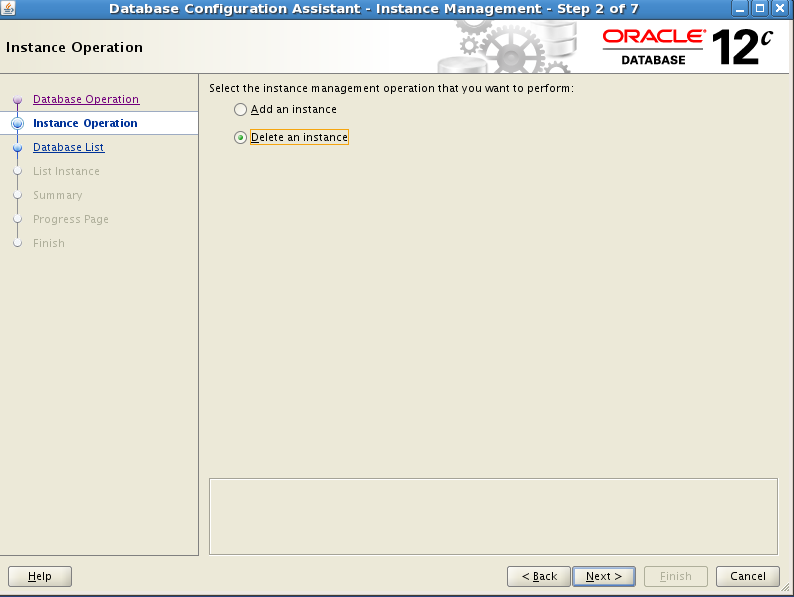 Database Configuration Assistant - Instance Management - Step 2 of 7
Instance Operation
ORACLE
DATABASE
12c
Database Operation
Instance Operation
Database List
List Instance
Summary
Progress Page
Finish
Select the instance management operation that you want to perform:
Add an instance
Delete an instance
Help
< Back
Next >
Finish
Cancel